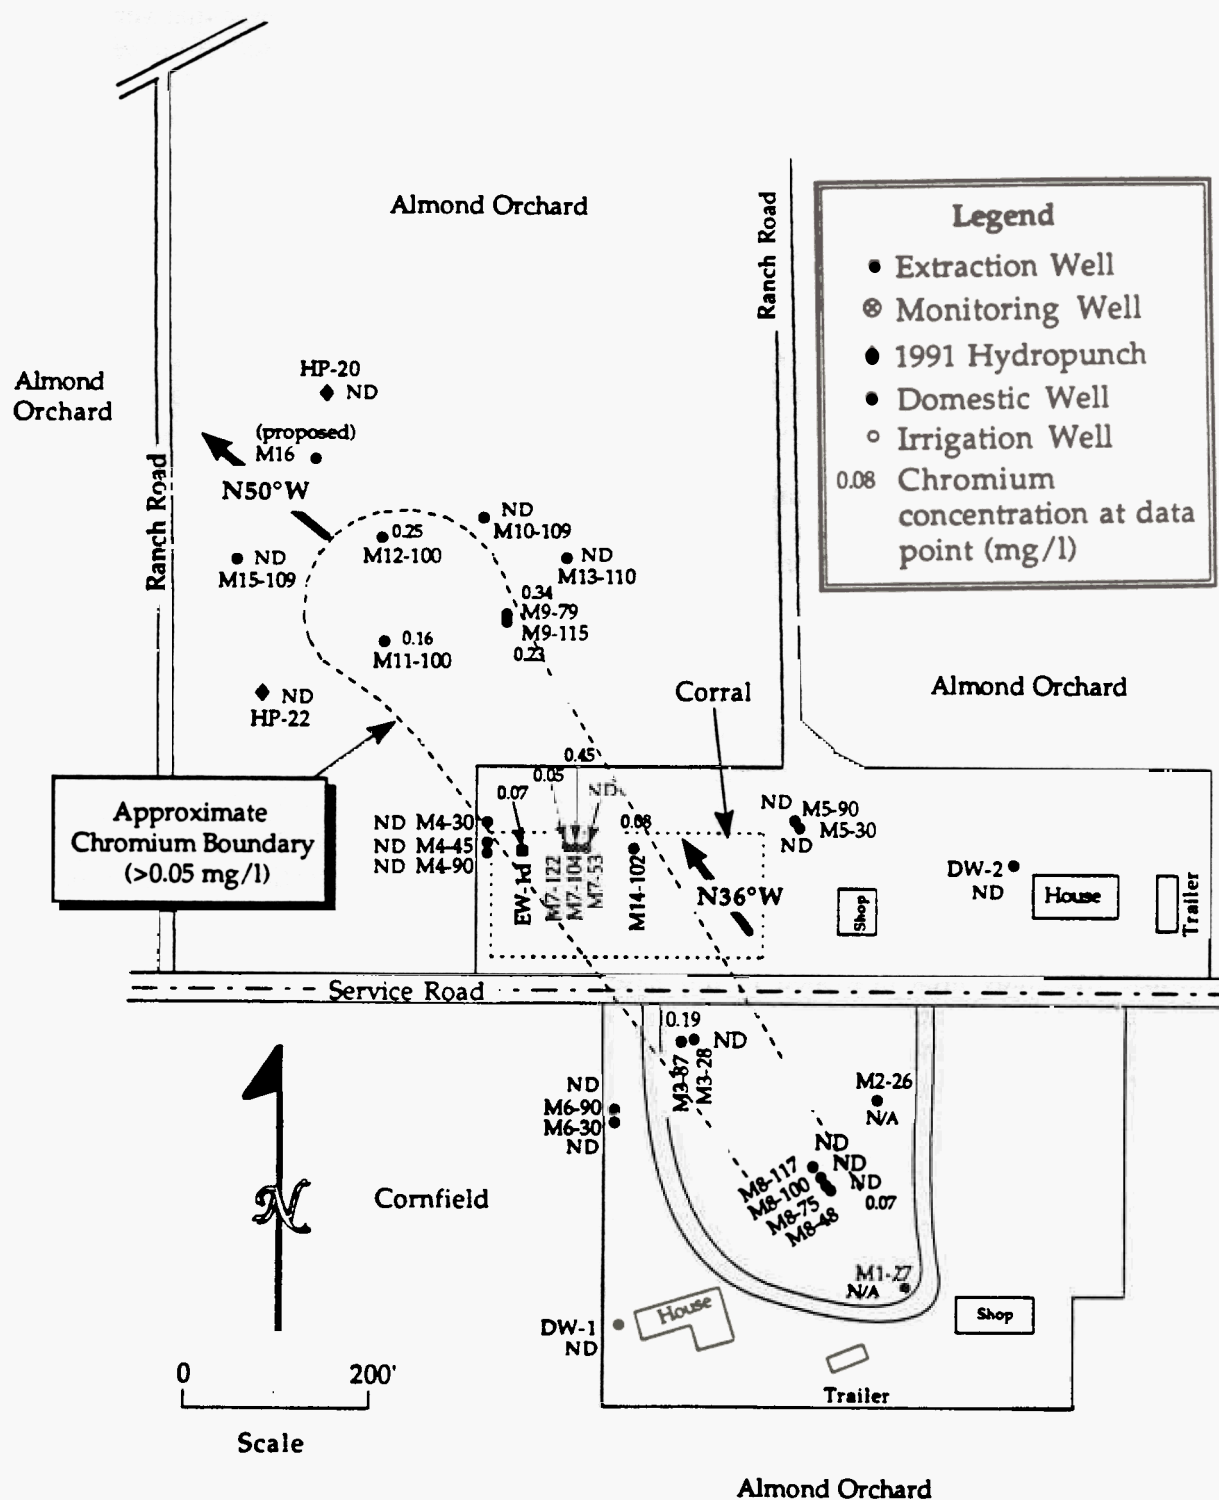 Almond Orchard
Ranch Road
Legend
Extraction Well
Monitoring Well
1991 Hydropunch
Domestic Well
Irrigation Well
0.08 Chromium
concentration at data
point (mg/l)
Almond
Orchard
HP-20
ND
(proposed)
M16
N50°W
Ranch Road
ND
M10-109
0.25
M12-100
ND
M15-109
ND
M13-110
0.34
M9-79
M9-115
0.23
0.16
M11-100
ND
HP-22
Corral
Almond Orchard
Approximate
Chromium Boundary
(>0.05 mg/l)
0.45
0.05
0.07
ND
0.08
ND M4-30
ND M4-45
ND M4-90
EW-1d
M7-122
M7-104
M7-53
M14-102
N36°W
ND M5-90
M5-30
ND
DW-2
ND
Shop
House
Trailer
Service Road
0.19
ND
M3-87
M3-28
ND
M6-90
M6-30
ND
M2-26
N/A
ND
ND
ND
0.07
M8-117
M8-100
M8-75
M8-48
N
Cornfield
M1-27
N/A
House
Shop
DW-1
ND
Trailer
0 200'
Scale
Almond Orchard